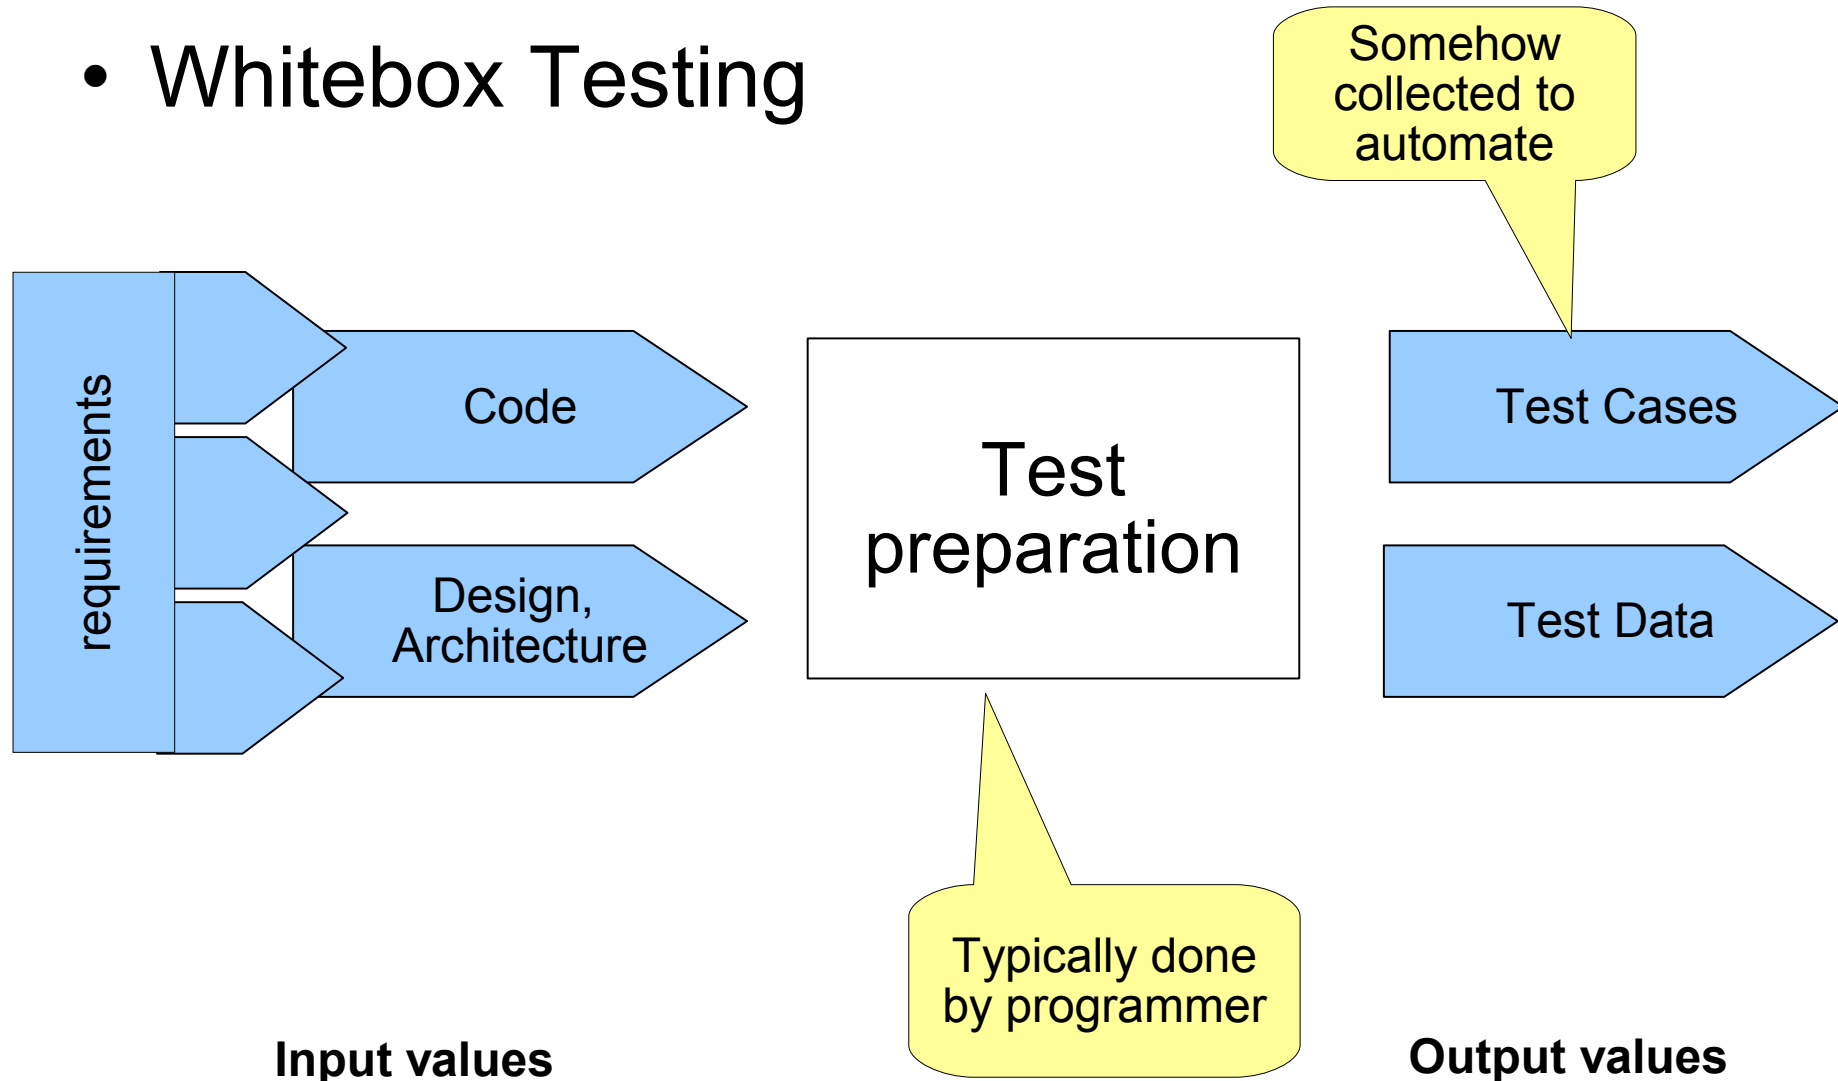 • Whitebox Testing
Somehow
collected to
automate
requirements
Code
Design,
Architecture
Test
preparation
Test Cases
Test Data
Typically done
by programmer
Input values
Output values